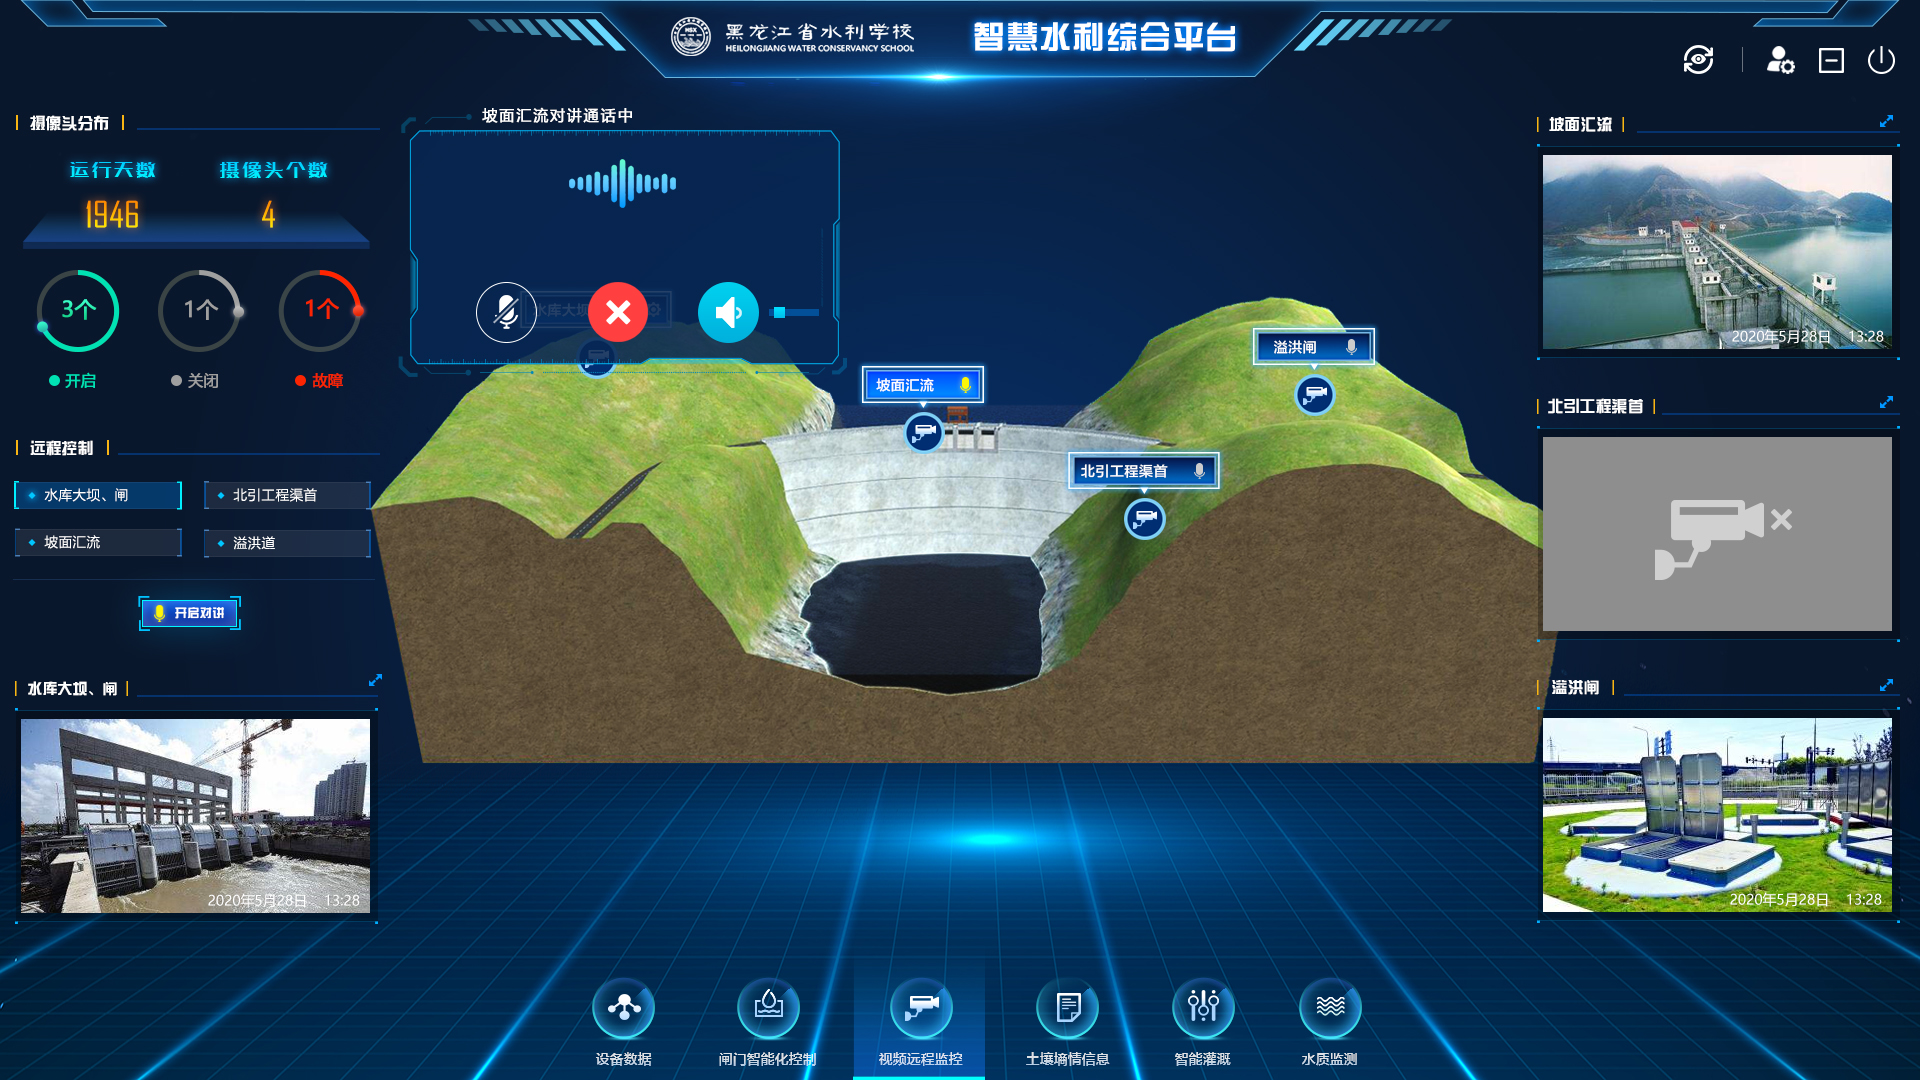 黑龙江省水利学校
HEILONGJIANG WATER CONSERVANCY SCHOOL
智慧水利综合平台
摄像头分布
运行天数 摄像头个数
1946 4
3个 1个 1个
开启 关闭 故障
远程控制
水库大坝、闸 北引工程渠首
坡面汇流 溢洪道
开启对讲
水库大坝、闸
2020年5月28日 13:28
坡面汇流对讲通话中
水库大坝
坡面汇流
溢洪闸
北引工程渠首
坡面汇流
2020年5月28日 13:28
北引工程渠首
溢洪闸
2020年5月28日 13:28
设备数据 闸门智能化控制 视频远程监控 土壤墒情信息 智能灌溉 水质监测